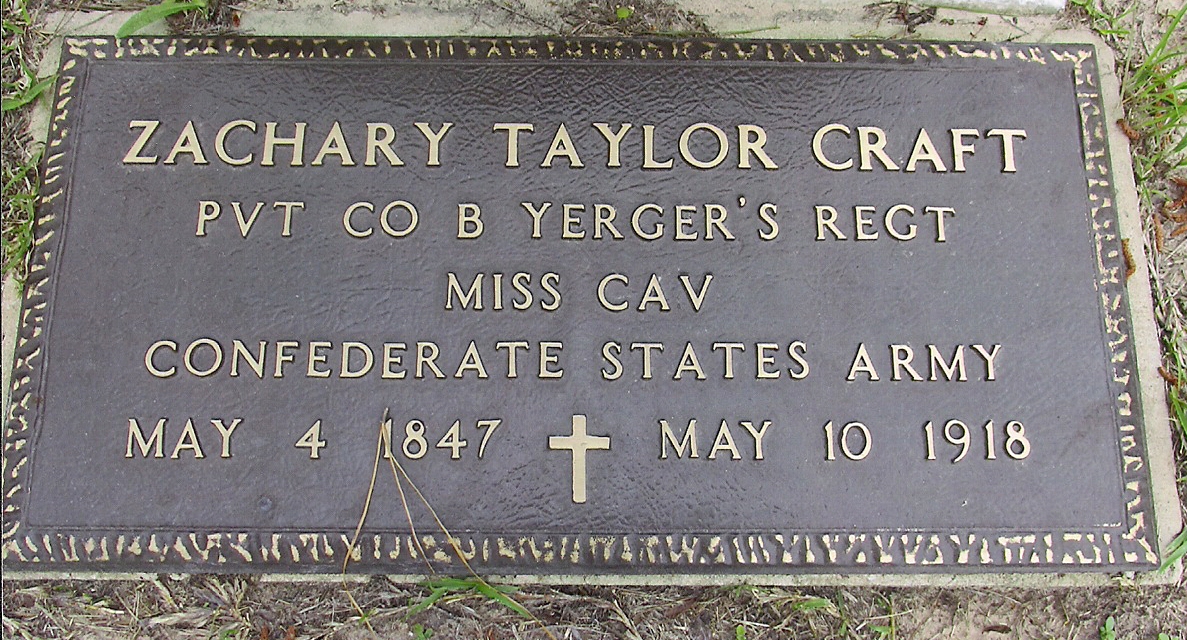 ZACHARY TAYLOR CRAFT
PVT CO B YERGER'S REGT
MISS CAV
CONFEDERATE STATES ARMY
MAY 4 1847 MAY 10 1918